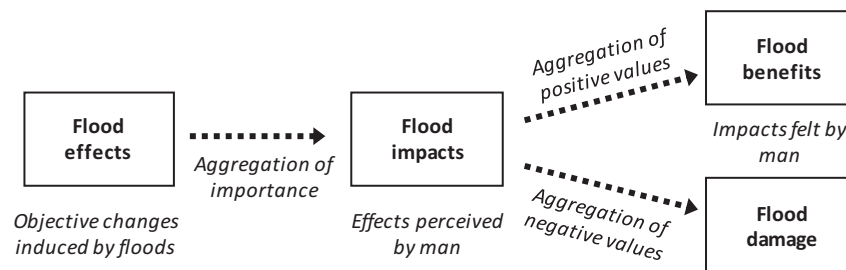 Flood
effects
Objective changes
induced by floods
Aggregation of
importance
Flood
impacts
Effects perceived
by man
Aggregation of
positive values
Flood
benefits
Impacts felt by
man
Aggregation of
negative values
Flood
damage